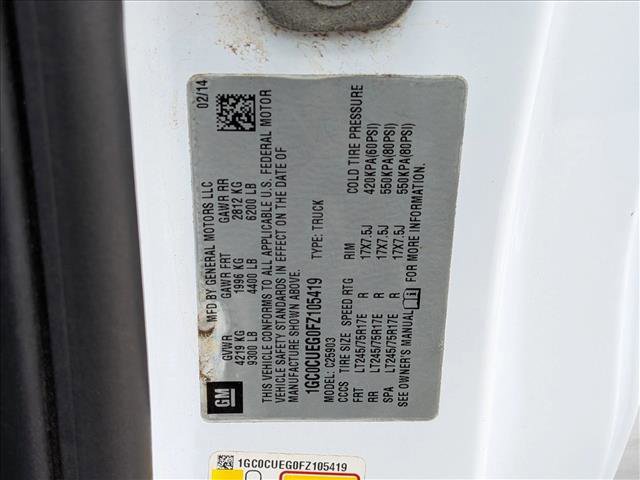 MFD BY GENERAL MOTORS LLC 02/14
GVWR GAWR FRT GAWR RR
4219 KG 1996 KG 2812 KG
9300 LB 4400 LB 6200 LB
THIS VEHICLE CONFORMS TO ALL APPLICABLE U.S. FEDERAL MOTOR
VEHICLE SAFETY STANDARDS IN EFFECT ON THE DATE OF
MANUFACTURE SHOWN ABOVE.
1GC0CUEG0FZ105419 TYPE: TRUCK
MODEL: C25903
CCCS TIRE SIZE SPEED RTG RIM COLD TIRE PRESSURE
FRT LT245/75R17E R 17X7.5J 420KPA(60PSI)
RR LT245/75R17E R 17X7.5J 550KPA(80PSI)
SPA LT245/75R17E R 17X7.5J 550KPA(80PSI)
SEE OWNER'S MANUAL FOR MORE INFORMATION.
GM
1GC0CUEG0FZ105419